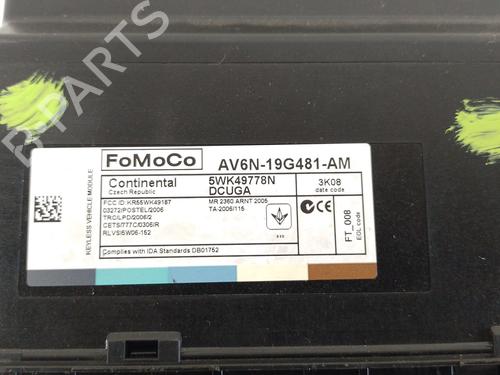 B PARTS
FoMoCo AV6N-19G481-AM
KEYLESS VEHICLE MODULE
Continental
Czech Republic
5WK49778N
DCUGA
3K08
date code
FCC ID: KR55WK49187
03272/POSTEL/2006
TRC/LPD/2006/2
CETS/777C/0306/R
RLVSI5W06-152
MR 2360 ARNT 2005
TA-2006/115
FT_008
EOL code
Complies with IDA Standards DB01752